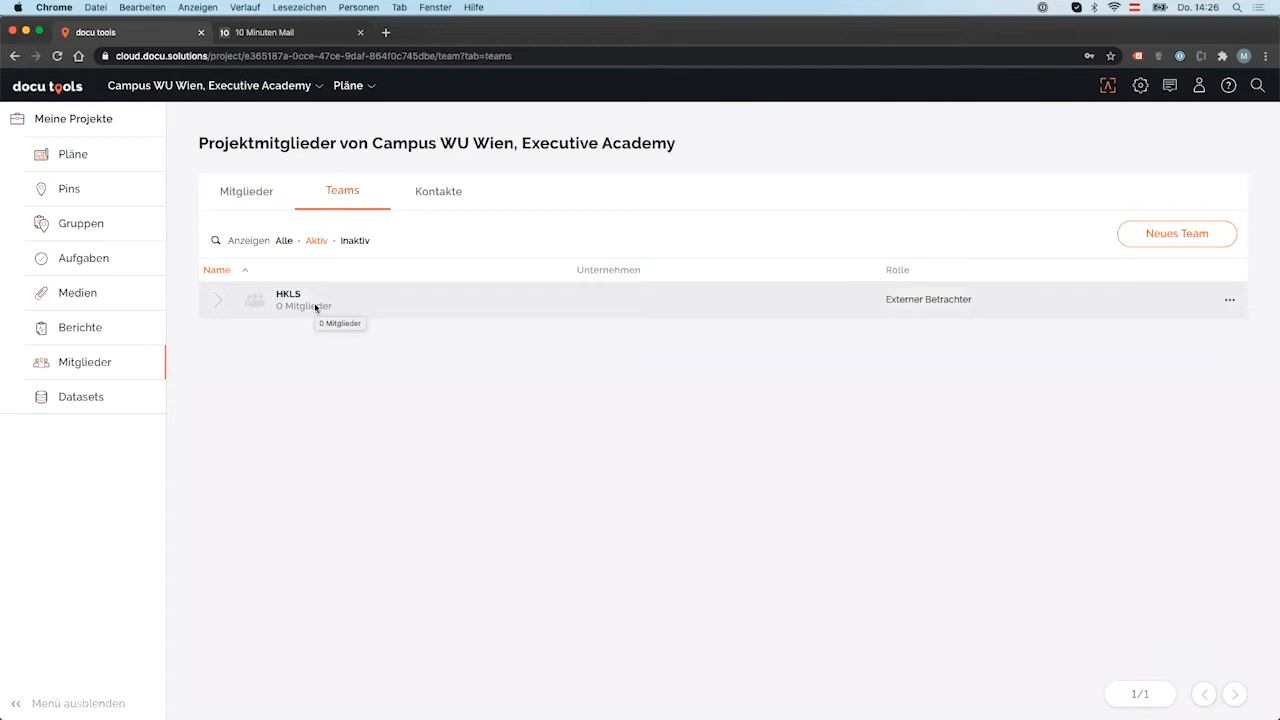 Chrome Datei Bearbeiten Anzeigen Verlauf Lesezeichen Personen Tab Fenster Hilfe Do. 14:26
docu tools 10 10 Minuten Mail
cloud.docu.solutions/project/e365187a-0cce-47ce-9daf-864f0c745dbe/team?tab=teams M
docu tools Campus WU Wien, Executive Academy Pläne
Meine Projekte
Pläne
Pins
Gruppen
Aufgaben
Medien
Berichte
Mitglieder
Datasets
Menü ausblenden
Projektmitglieder von Campus WU Wien, Executive Academy
Mitglieder Teams Kontakte
Anzeigen Alle · Aktiv · Inaktiv Neues Team
Name Unternehmen Rolle
HKLS
0 Mitglieder Externer Betrachter
0 Mitglieder
1/1